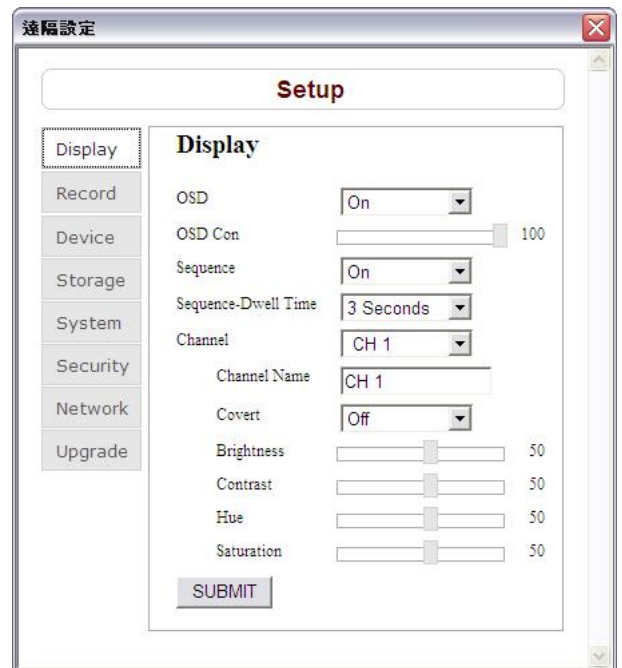 遠隔設定
Setup
Display
Record
Device
Storage
System
Security
Network
Upgrade
Display
OSD On
OSD Con 100
Sequence On
Sequence-Dwell Time 3 Seconds
Channel CH 1
Channel Name CH 1
Covert Off
Brightness 50
Contrast 50
Hue 50
Saturation 50
SUBMIT